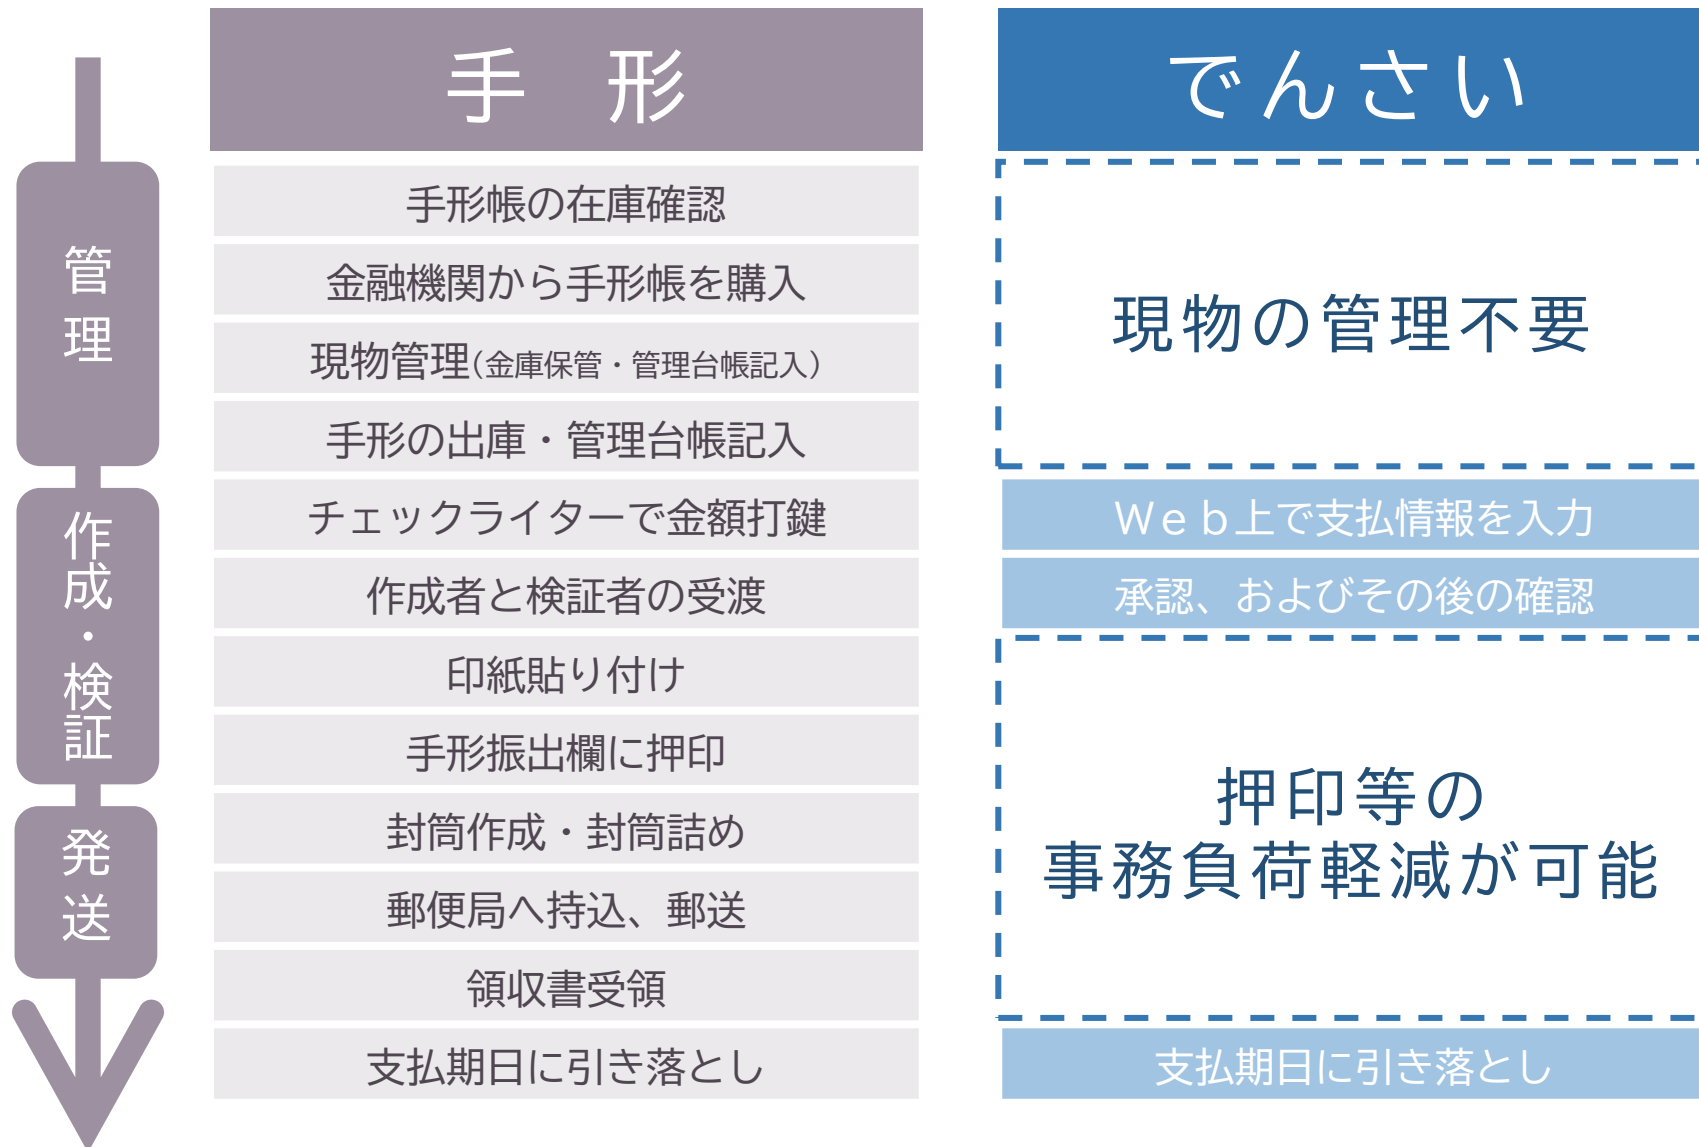 手　形
でんさい
管理
作成・検証
発送
手形帳の在庫確認
金融機関から手形帳を購入
現物管理(金庫保管・管理台帳記入)
手形の出庫・管理台帳記入
チェックライターで金額打鍵
作成者と検証者の受渡
印紙貼り付け
手形振出欄に押印
封筒作成・封筒詰め
郵便局へ持込、郵送
領収書受領
支払期日に引き落とし
現物の管理不要
Ｗｅｂ上で支払情報を入力
承認、およびその後の確認
押印等の
事務負荷軽減が可能
支払期日に引き落とし